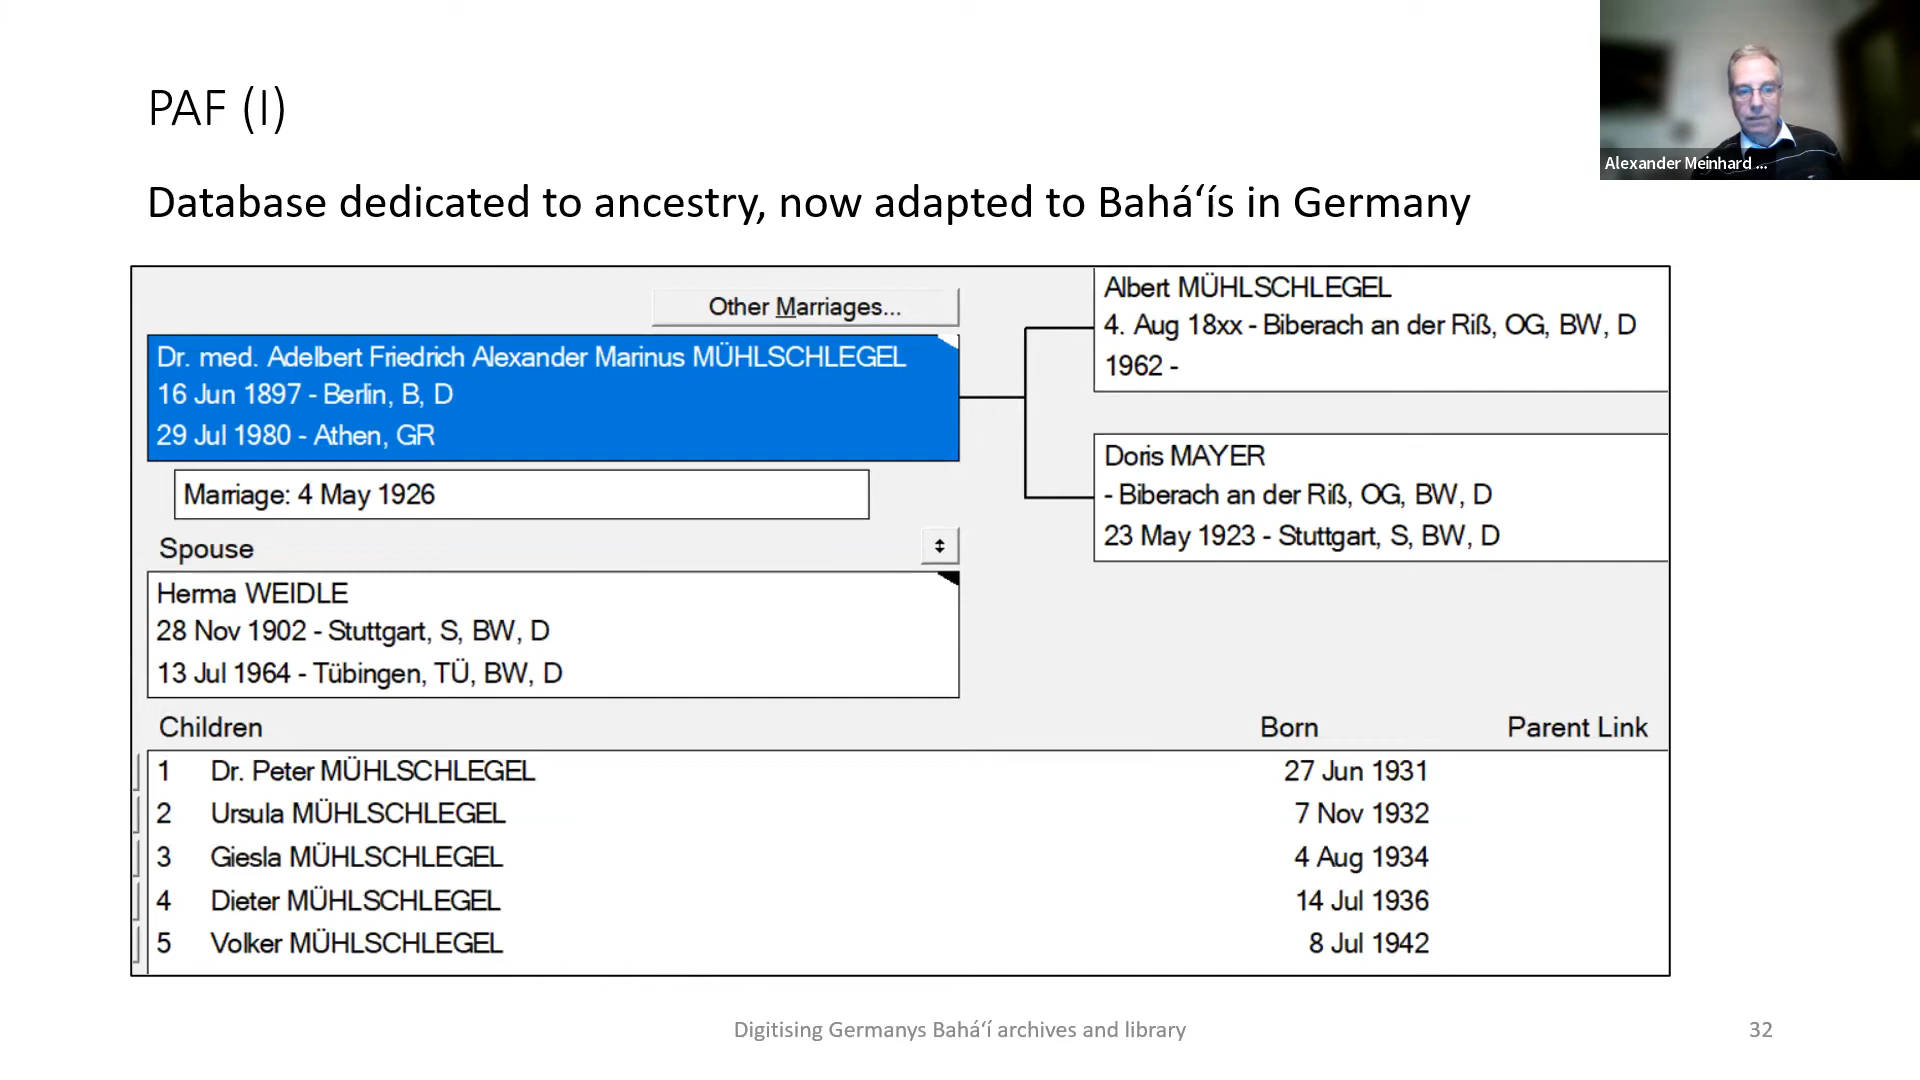 PAF (I)
Alexander Meinhard ...
Database dedicated to ancestry, now adapted to Bahá‘ís in Germany
Other Marriages...
Dr. med. Adelbert Friedrich Alexander Marinus MÜHLSCHLEGEL
16 Jun 1897 - Berlin, B, D
29 Jul 1980 - Athen, GR
Marriage: 4 May 1926
Albert MÜHLSCHLEGEL
4. Aug 18xx - Biberach an der Riß, OG, BW, D
1962 -
Doris MAYER
- Biberach an der Riß, OG, BW, D
23 May 1923 - Stuttgart, S, BW, D
Spouse
Herma WEIDLE
28 Nov 1902 - Stuttgart, S, BW, D
13 Jul 1964 - Tübingen, TÜ, BW, D
Children Born Parent Link
1 Dr. Peter MÜHLSCHLEGEL 27 Jun 1931
2 Ursula MÜHLSCHLEGEL 7 Nov 1932
3 Giesla MÜHLSCHLEGEL 4 Aug 1934
4 Dieter MÜHLSCHLEGEL 14 Jul 1936
5 Volker MÜHLSCHLEGEL 8 Jul 1942
Digitising Germanys Bahá‘í archives and library
32